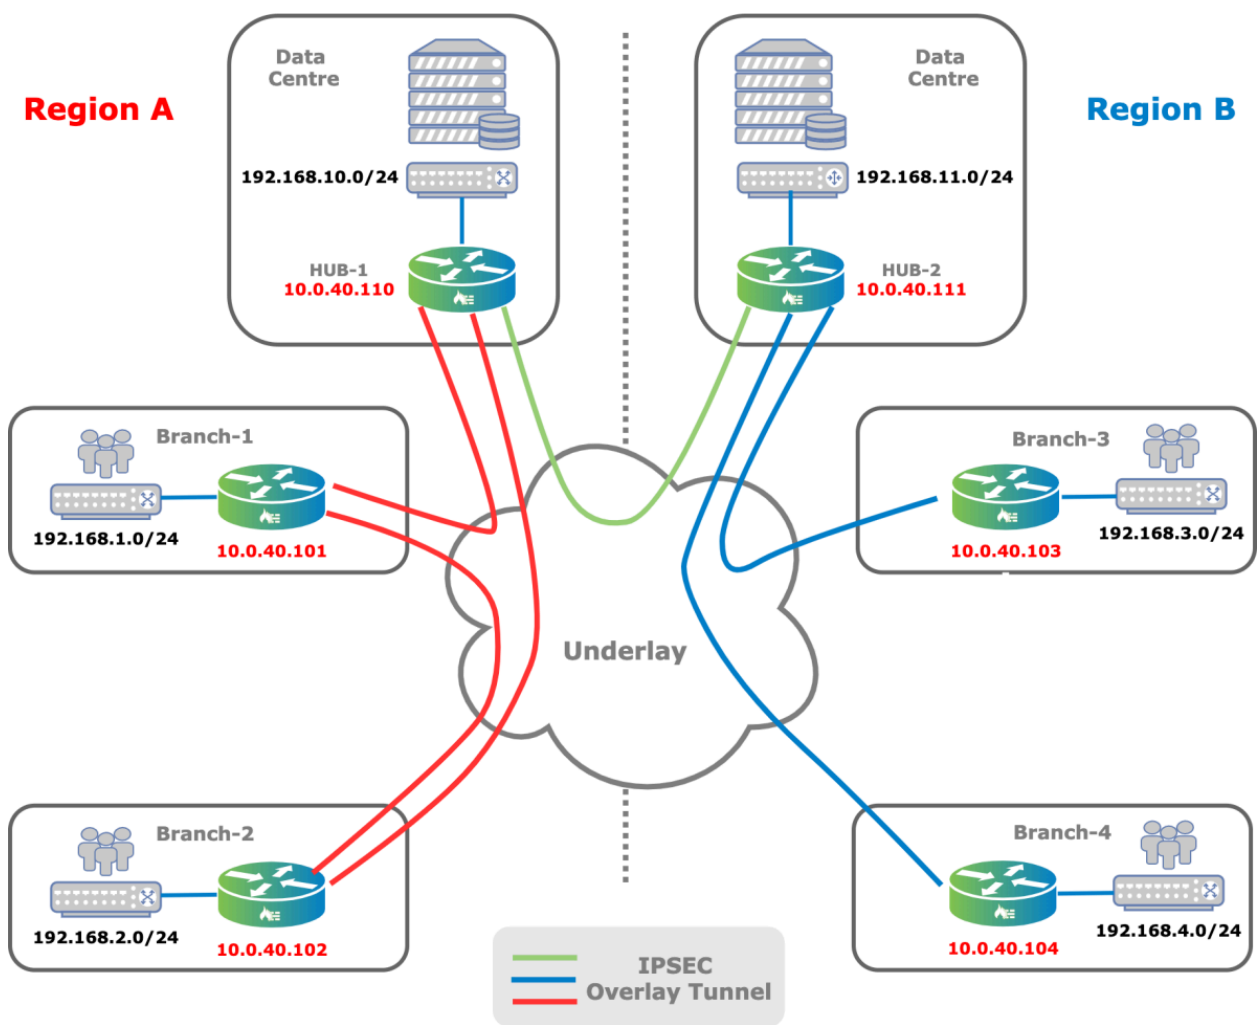 Region A
Data
Centre
192.168.10.0/24
HUB-1
10.0.40.110
Data
Centre
Region B
192.168.11.0/24
HUB-2
10.0.40.111
Branch-1
192.168.1.0/24
10.0.40.101
Branch-3
10.0.40.103
192.168.3.0/24
Underlay
Branch-2
192.168.2.0/24
10.0.40.102
Branch-4
10.0.40.104
192.168.4.0/24
IPSEC
Overlay Tunnel